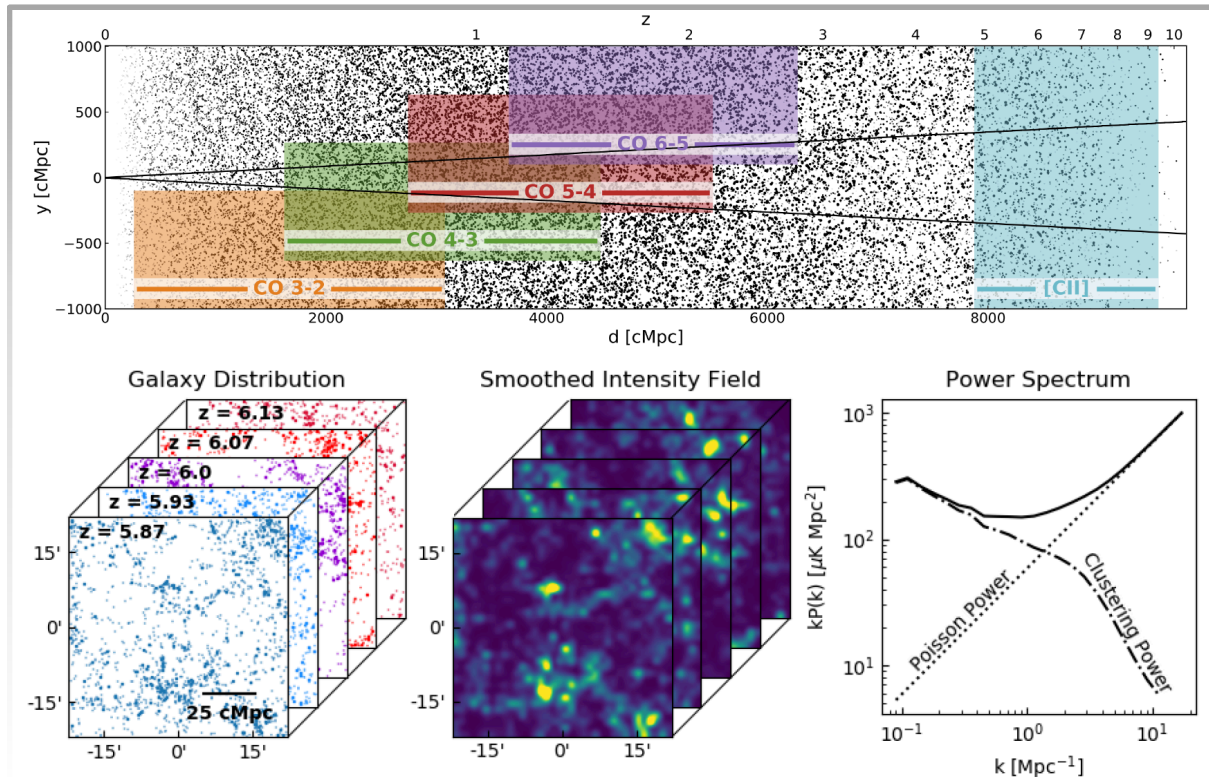 z
0 1 2 3 4 5 6 7 8 9 10
1000
500
0
−500
−1000
y [cMpc]
CO 6-5
CO 5-4
CO 4-3
CO 3-2
[CII]
0 2000 4000 6000 8000
d [cMpc]
Galaxy Distribution
z = 6.13
z = 6.07
z = 6.0
z = 5.93
z = 5.87
15'
0'
-15'
25 cMpc
-15' 0' 15'
Smoothed Intensity Field
15'
0'
-15'
-15' 0' 15'
Power Spectrum
10³
10²
10¹
kP(k) [μK Mpc²]
Poisson Power
Clustering Power
10⁻¹ 10⁰ 10¹
k [Mpc⁻¹]